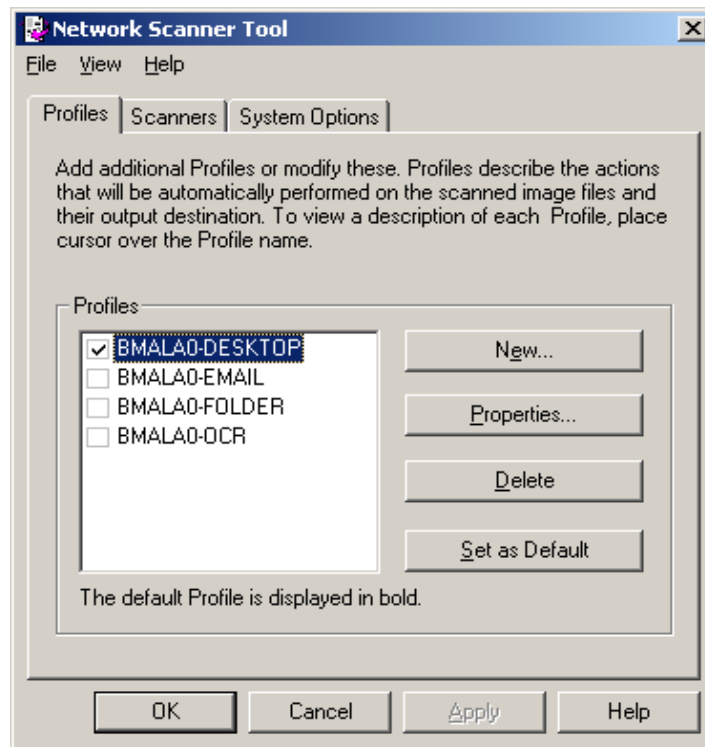 Network Scanner Tool
File View Help
Profiles Scanners System Options
Add additional Profiles or modify these. Profiles describe the actions
that will be automatically performed on the scanned image files and
their output destination. To view a description of each Profile, place
cursor over the Profile name.
Profiles
BMALA0-DESKTOP
BMALA0-EMAIL
BMALA0-FOLDER
BMALA0-OCR
New...
Properties...
Delete
Set as Default
The default Profile is displayed in bold.
OK Cancel Apply Help